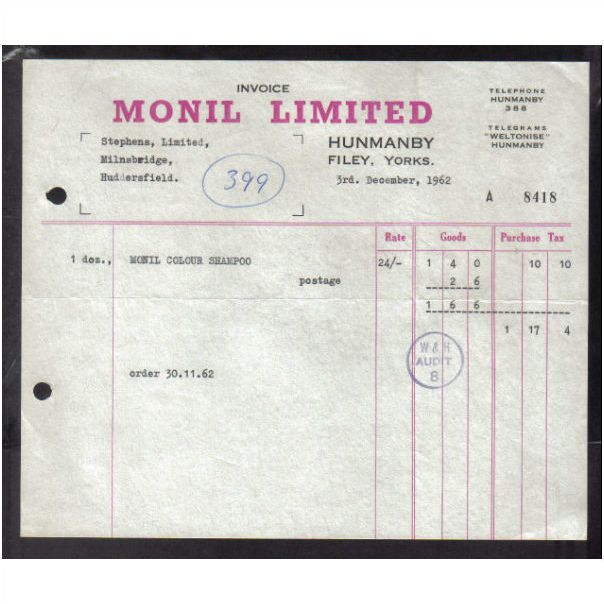 INVOICE
MONIL LIMITED
TELEPHONE
HUNMANBY
388
TELEGRAMS
"WELTONISE"
HUNMANBY
Stephens, Limited,
Milnsbridge,
Huddersfield.
399
HUNMANBY
FILEY, YORKS.
3rd. December, 1962
A 8418
Rate Goods Purchase Tax
1 doz., MONIL COLOUR SHAMPOO 24/- 1 4 0 10 10
postage 2 6
1 6 6
1 17 4
W & H
AUDIT
8
order 30.11.62